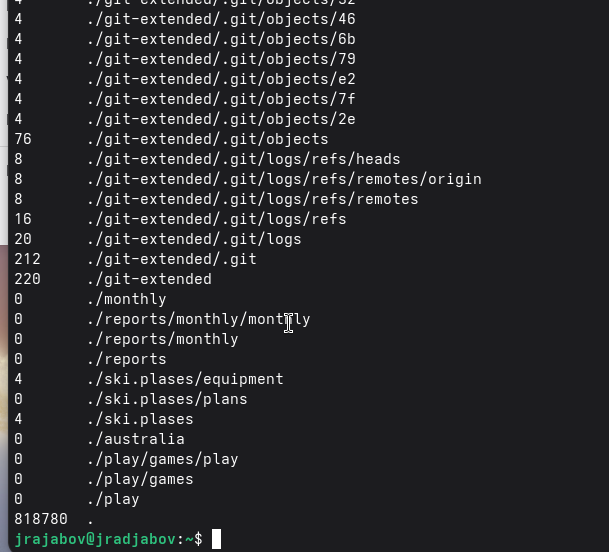 4 ./git-extended/.git/objects/52
4 ./git-extended/.git/objects/46
4 ./git-extended/.git/objects/6b
4 ./git-extended/.git/objects/79
4 ./git-extended/.git/objects/e2
4 ./git-extended/.git/objects/7f
4 ./git-extended/.git/objects/2e
76 ./git-extended/.git/objects
8 ./git-extended/.git/logs/refs/heads
8 ./git-extended/.git/logs/refs/remotes/origin
8 ./git-extended/.git/logs/refs/remotes
16 ./git-extended/.git/logs/refs
20 ./git-extended/.git/logs
212 ./git-extended/.git
220 ./git-extended
0 ./monthly
0 ./reports/monthly/monthly
0 ./reports/monthly
0 ./reports
4 ./ski.plases/equipment
0 ./ski.plases/plans
4 ./ski.plases
0 ./australia
0 ./play/games/play
0 ./play/games
0 ./play
818780 .
jrajabov@jradjabov:~$